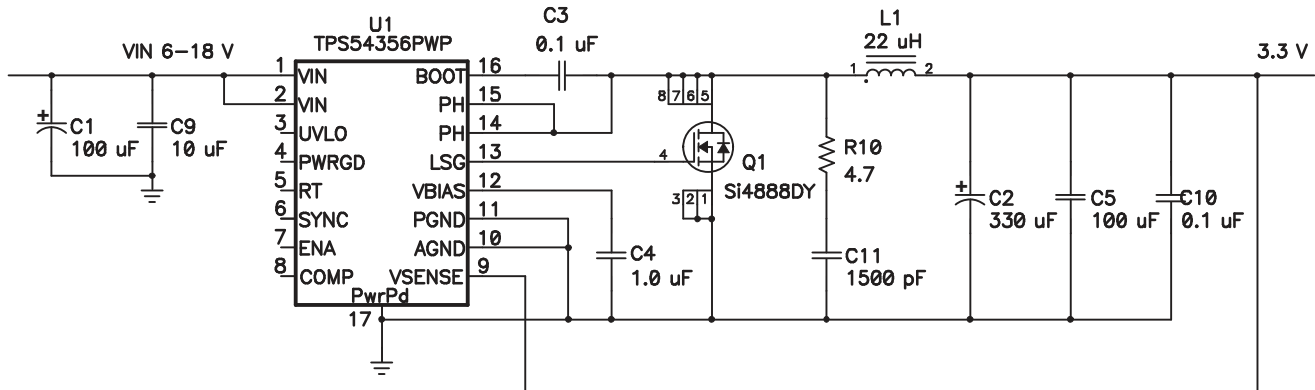 U1
TPS54356PWP
VIN 6-18 V
C3
0.1 uF
L1
22 uH
3.3 V
1 VIN
2 VIN
3 UVLO
4 PWRGD
5 RT
6 SYNC
7 ENA
8 COMP
BOOT 16
PH 15
PH 14
LSG 13
VBIAS 12
PGND 11
AGND 10
VSENSE 9
PwrPd
17
C1
100 uF
C9
10 uF
C4
1.0 uF
8 7 6 5
4
3 2 1
Q1
Si4888DY
R10
4.7
C11
1500 pF
1 2
C2
330 uF
C5
100 uF
C10
0.1 uF
+
+